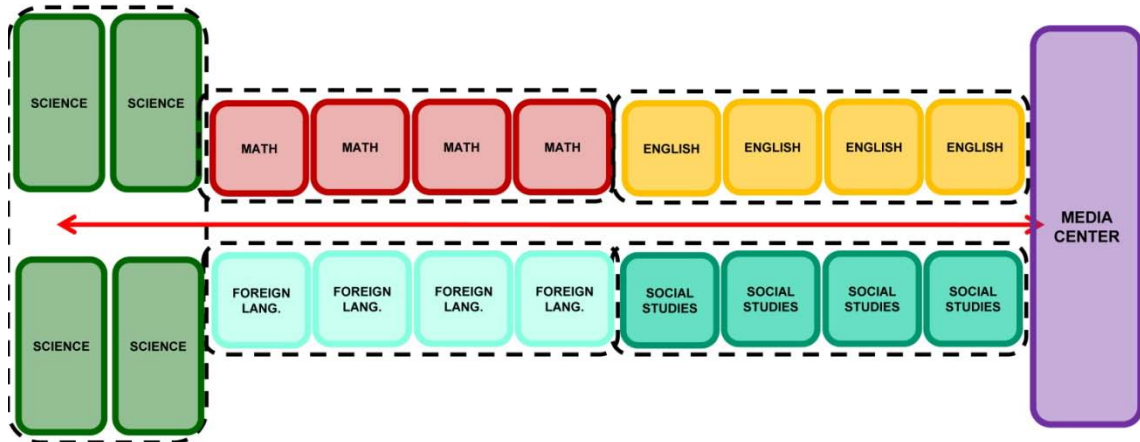 SCIENCE
SCIENCE
MATH
MATH
MATH
MATH
ENGLISH
ENGLISH
ENGLISH
ENGLISH
MEDIA
CENTER
FOREIGN
LANG.
FOREIGN
LANG.
FOREIGN
LANG.
FOREIGN
LANG.
SOCIAL
STUDIES
SOCIAL
STUDIES
SOCIAL
STUDIES
SOCIAL
STUDIES
SCIENCE
SCIENCE